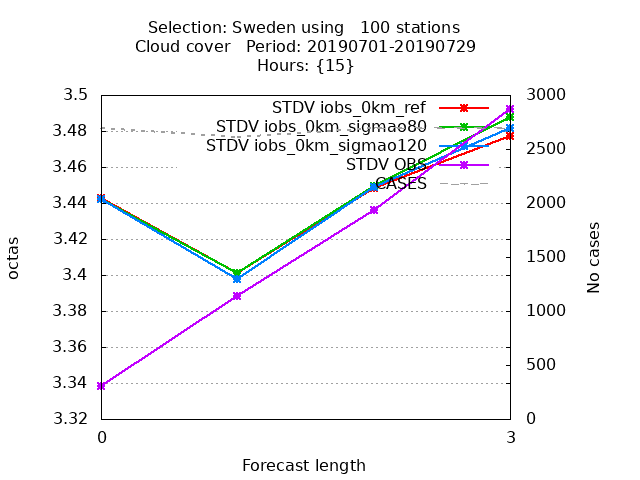 Selection: Sweden using   100 stations
Cloud cover   Period: 20190701-20190729
Hours: {15}
3.5
3.48
3.46
3.44
3.42
3.4
3.38
3.36
3.34
3.32
octas
STDV iobs_0km_ref
STDV iobs_0km_sigmao80
STDV iobs_0km_sigmao120
STDV OBS
CASES
3000
2500
2000
1500
1000
500
0
No cases
0
3
Forecast length